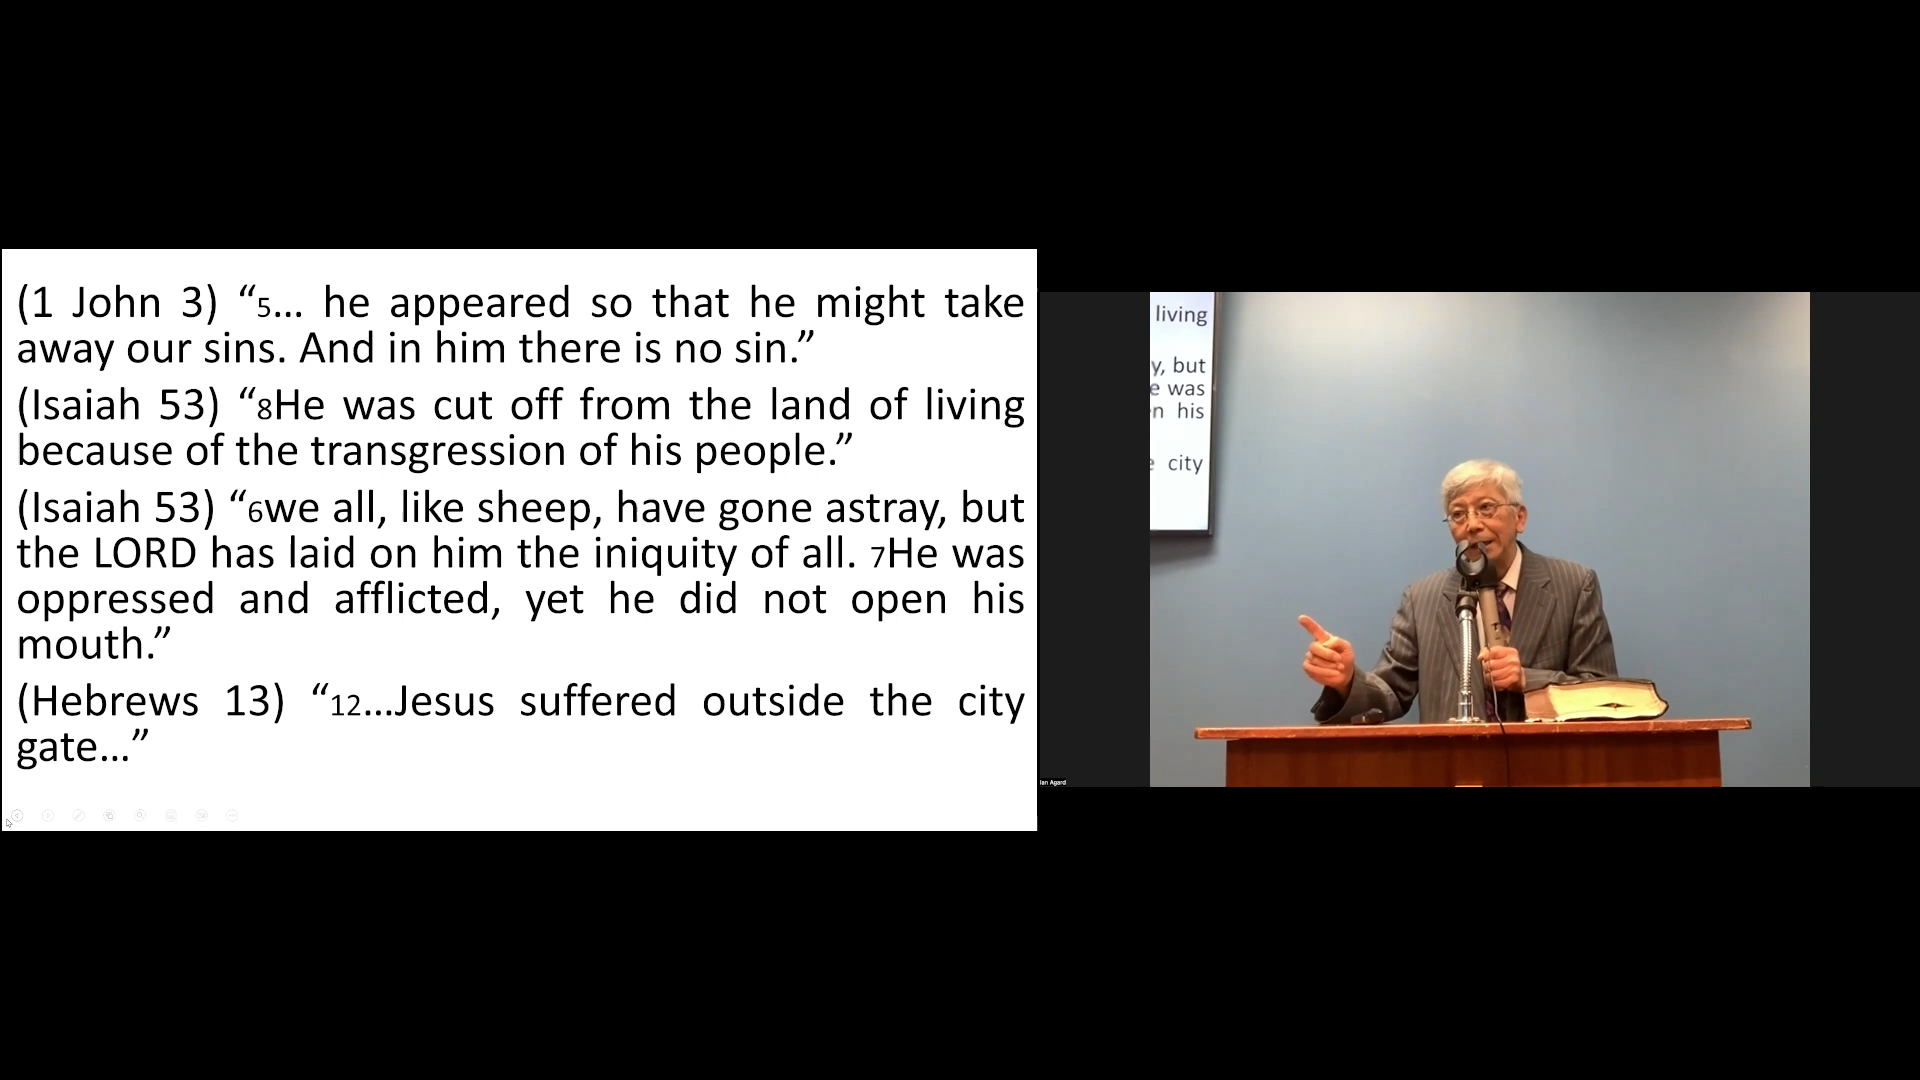 (1 John 3) “5... he appeared so that he might take
away our sins. And in him there is no sin.”
(Isaiah 53) “8He was cut off from the land of living
because of the transgression of his people.”
(Isaiah 53) “6we all, like sheep, have gone astray, but
the LORD has laid on him the iniquity of all. 7He was
oppressed and afflicted, yet he did not open his
mouth.”
(Hebrews 13) “12...Jesus suffered outside the city
gate...”
living
y, but
e was
n his
e city
Ian Agard